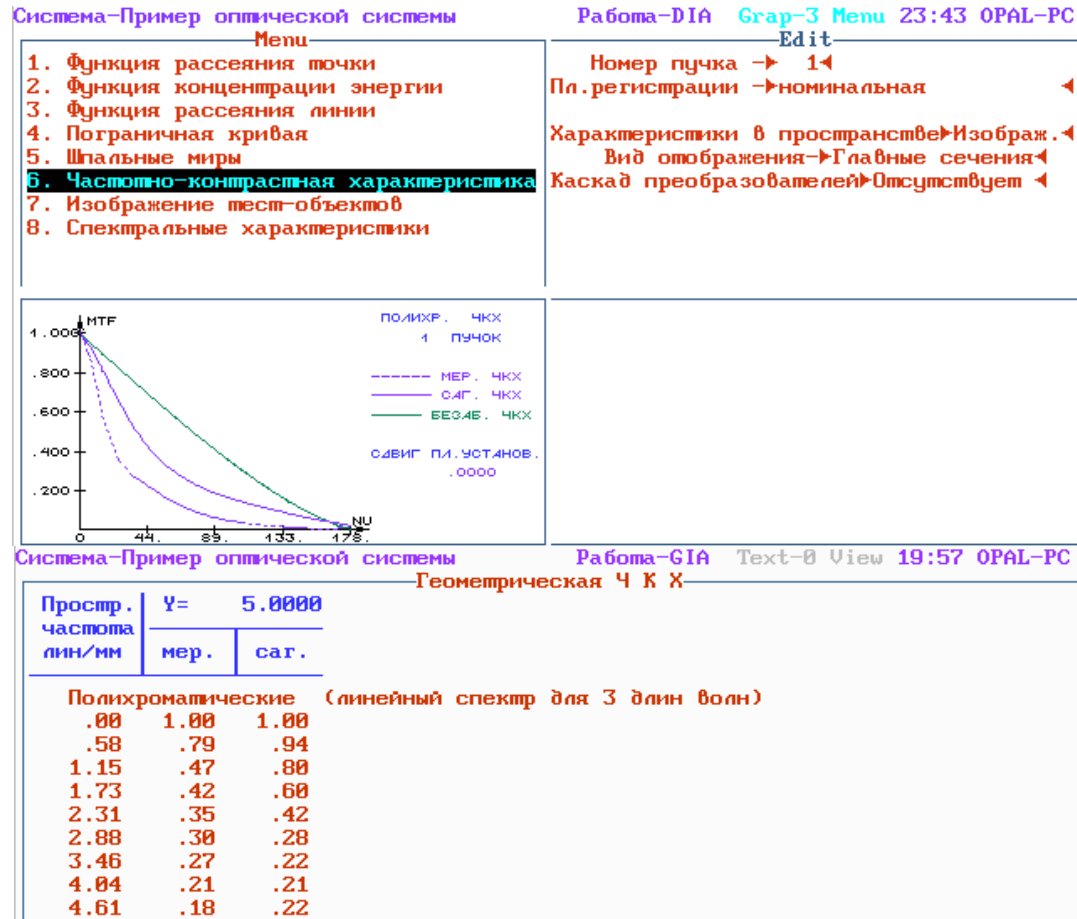 Система-Пример оптической системы Работа-DIA Grap-3 Menu 23:43 OPAL-PC
Menu
1. Функция рассеяния точки
2. Функция концентрации энергии
3. Функция рассеяния линии
4. Пограничная кривая
5. Шпальные миры
6. Частотно-контрастная характеристика
7. Изображение тест-объектов
8. Спектральные характеристики
Edit
Номер пучка -► 1◄
Пл.регистрации -►номинальная ◄
Характеристики в пространстве►Изображ.◄
Вид отображения-►Главные сечения◄
Каскад преобразователей►Отсутствует ◄
MTF
1.000
.800
.600
.400
.200
0 44. 89. 133. 178.
NU
ПОЛИХР. ЧКХ
1 ПУЧОК
МЕР. ЧКХ
САГ. ЧКХ
БЕЗАБ. ЧКХ
СДВИГ ПЛ.УСТАНОВ.
.0000
Система-Пример оптической системы Работа-GIA Text-0 View 19:57 OPAL-PC
Геометрическая Ч К Х
Простр. Y= 5.0000
частота
лин/мм мер. саг.
Полихроматические (линейный спектр для 3 длин волн)
.00 1.00 1.00
.58 .79 .94
1.15 .47 .80
1.73 .42 .60
2.31 .35 .42
2.88 .30 .28
3.46 .27 .22
4.04 .21 .21
4.61 .18 .22